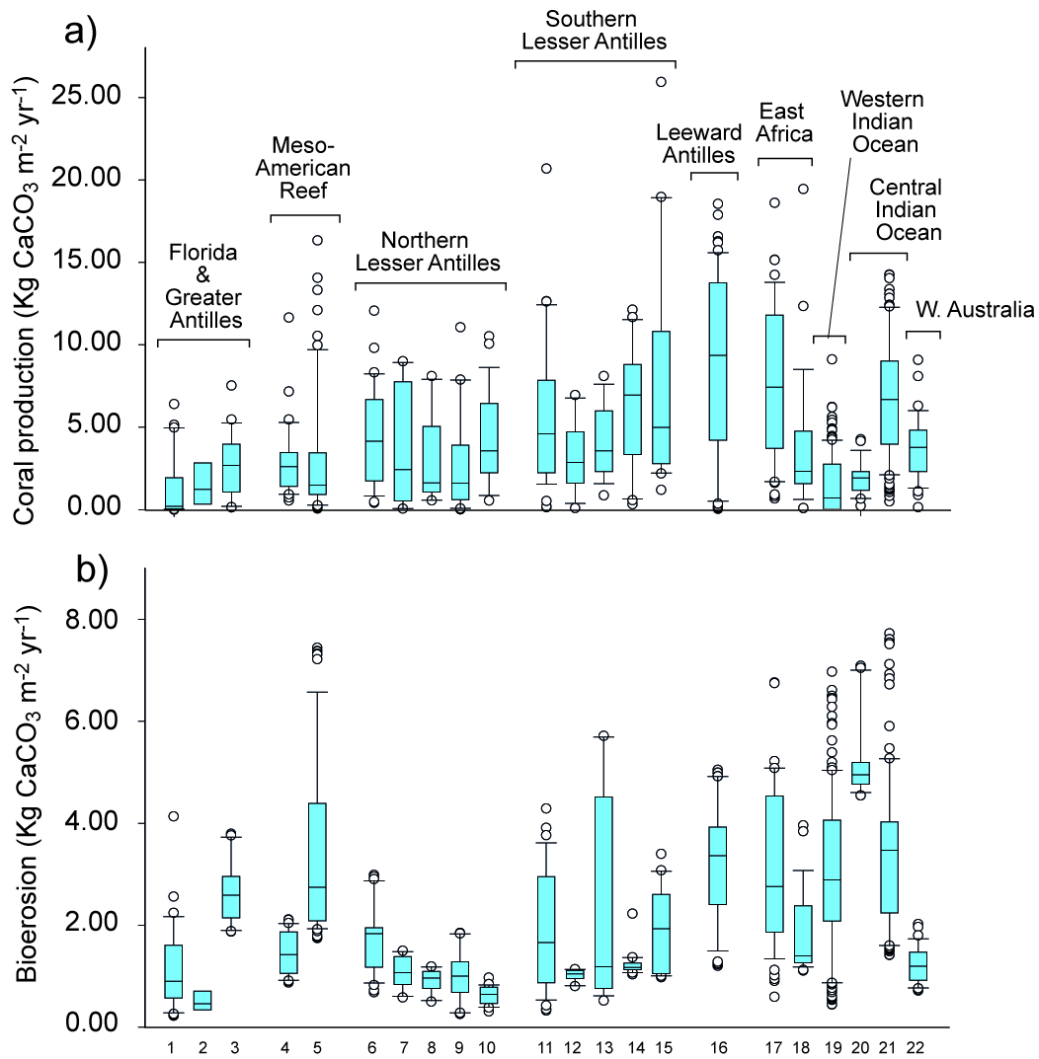 a)
Coral production (Kg CaCO3 m-2 yr-1)
25.00
20.00
15.00
10.00
5.00
0.00
Florida
&
Greater
Antilles
Meso-
American
Reef
Northern
Lesser Antilles
Southern
Lesser Antilles
Leeward
Antilles
East
Africa
Western
Indian
Ocean
Central
Indian
Ocean
W. Australia
b)
Bioerosion (Kg CaCO3 m-2 yr-1)
8.00
6.00
4.00
2.00
0.00
1 2 3 4 5 6 7 8 9 10 11 12 13 14 15 16 17 18 19 20 21 22